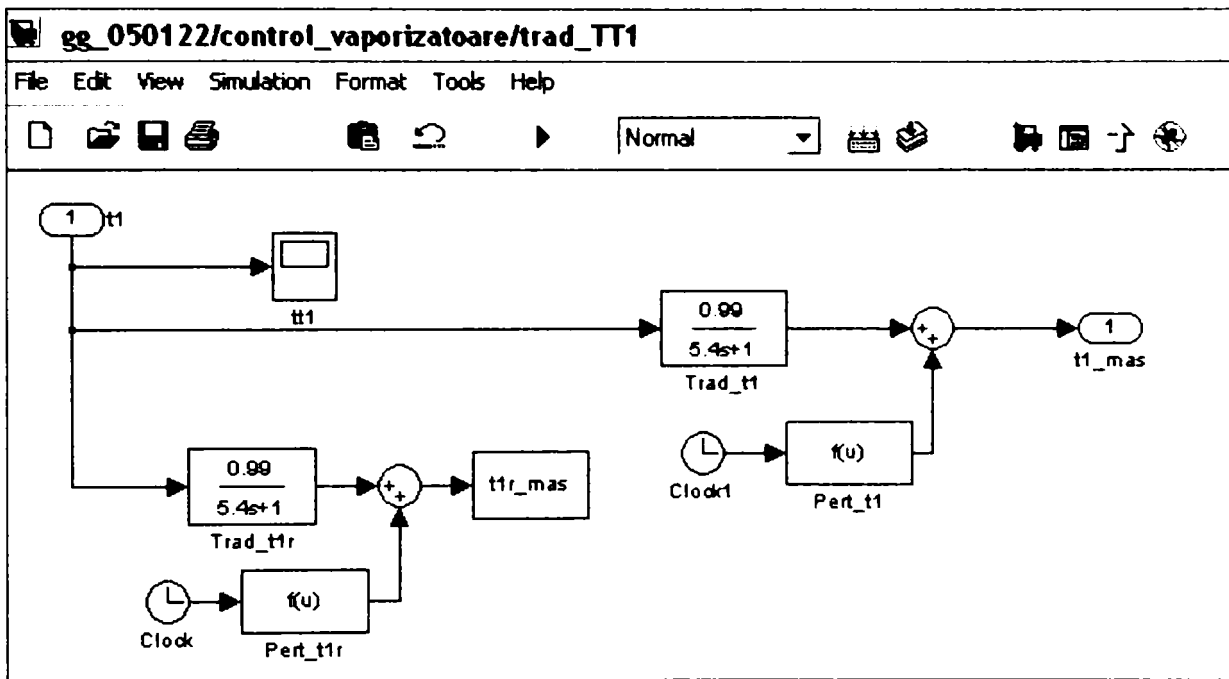 gg_050122/control_vaporizatoare/trad_TT1
File Edit View Simulation Format Tools Help
Normal
1 t1
tt1
0.99
5.4s+1
Trad_t1
1
t1_mas
Clock1
f(u)
Pert_t1
0.99
5.4s+1
Trad_t1r
t1r_mas
Clock
f(u)
Pert_t1r